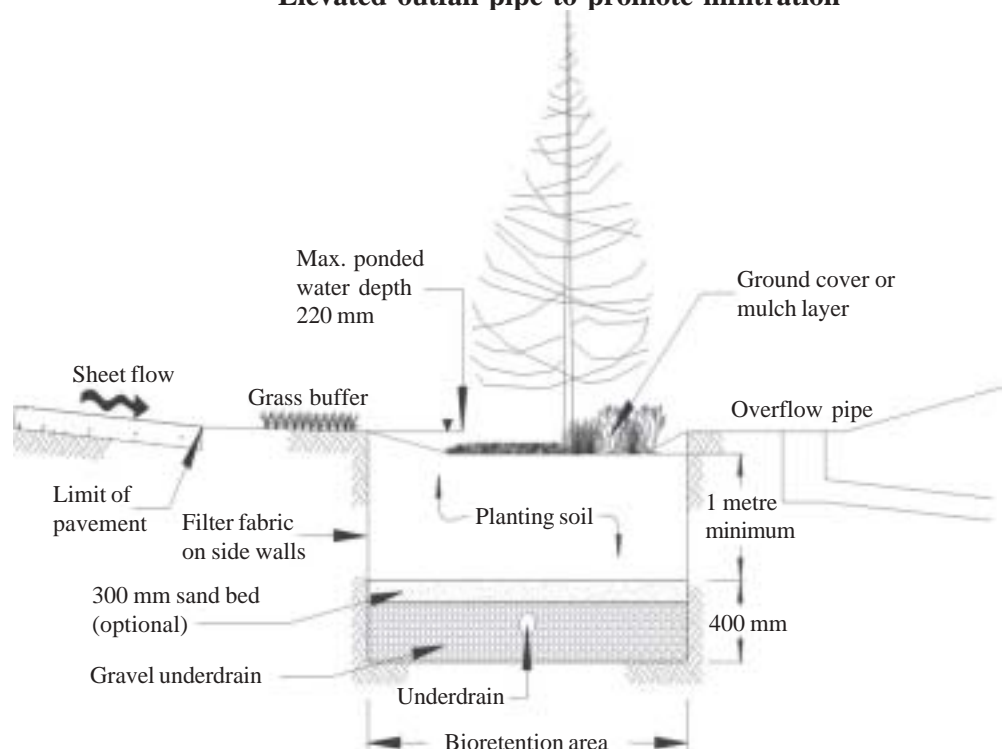 Elevated outfall pipe to promote infiltration
Max. ponded
water depth
220 mm
Ground cover or
mulch layer
Sheet flow
Grass buffer
Overflow pipe
Limit of
pavement
Filter fabric
on side walls
Planting soil
1 metre
minimum
300 mm sand bed
(optional)
400 mm
Gravel underdrain
Underdrain
Bioretention area